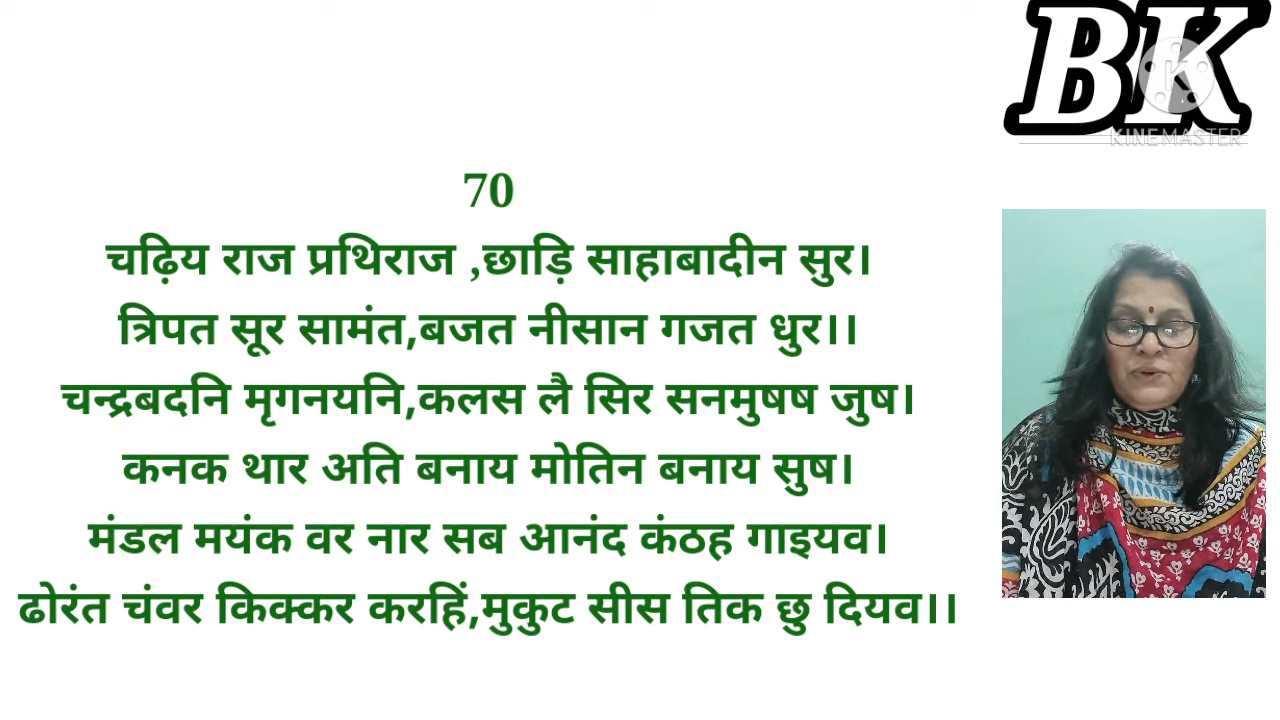 BK
KINEMASTER
70
चढ़िय राज प्रथिराज ,छाड़ि साहाबादीन सुर।
त्रिपत सूर सामंत,बजत नीसान गजत धुर।।
चन्द्रबदनि मृगनयनि,कलस लै सिर सनमुषष जुष।
कनक थार अति बनाय मोतिन बनाय सुष।
मंडल मयंक वर नार सब आनंद कंठह गाइयव।
ढोरंत चंवर किक्कर करहिं,मुकुट सीस तिक छु दियव।।